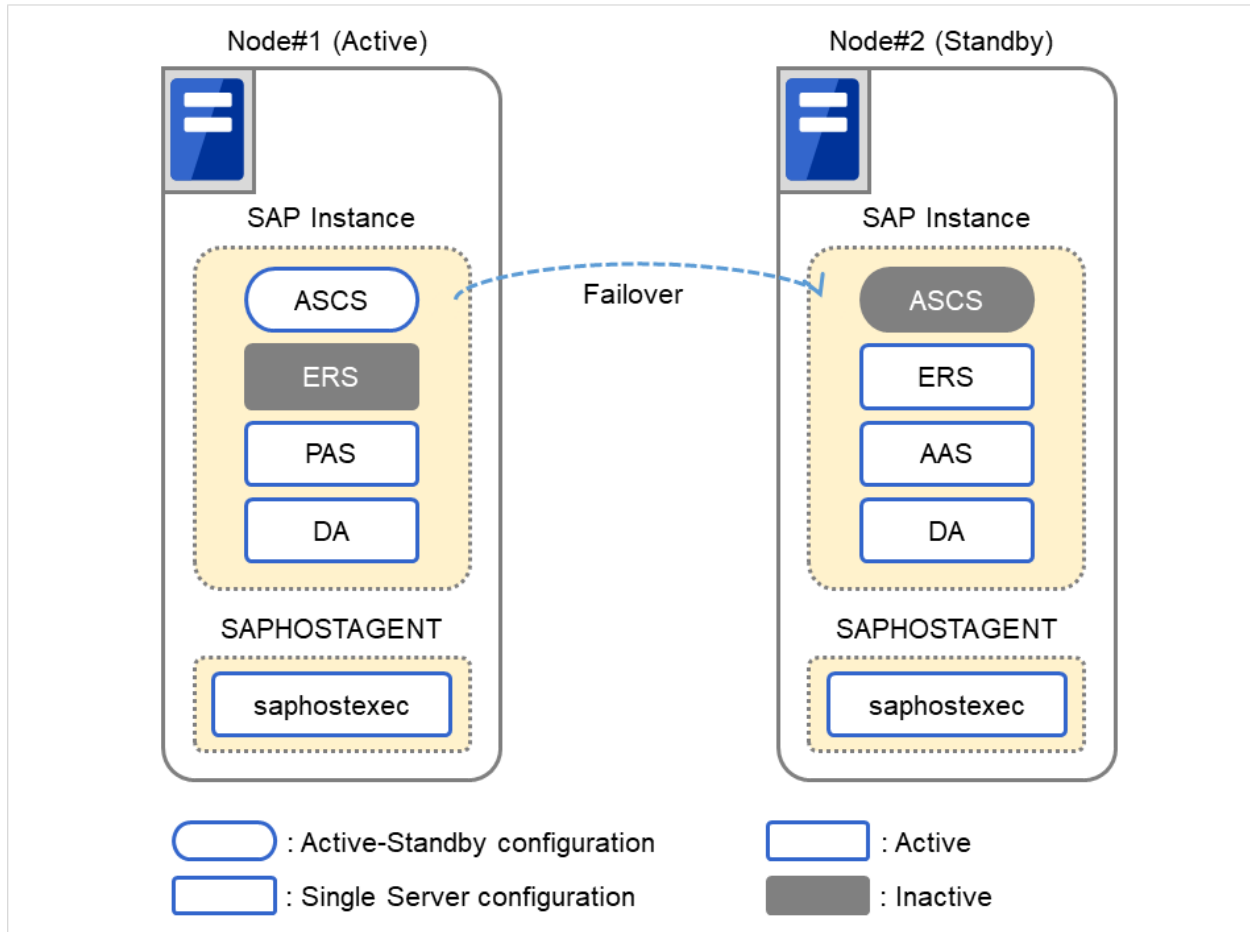 Node#1 (Active)
Node#2 (Standby)
SAP Instance
ASCS
ERS
PAS
DA
SAPHOSTAGENT
saphostexec
Failover
SAP Instance
ASCS
ERS
AAS
DA
SAPHOSTAGENT
saphostexec
: Active-Standby configuration
: Single Server configuration
: Active
: Inactive